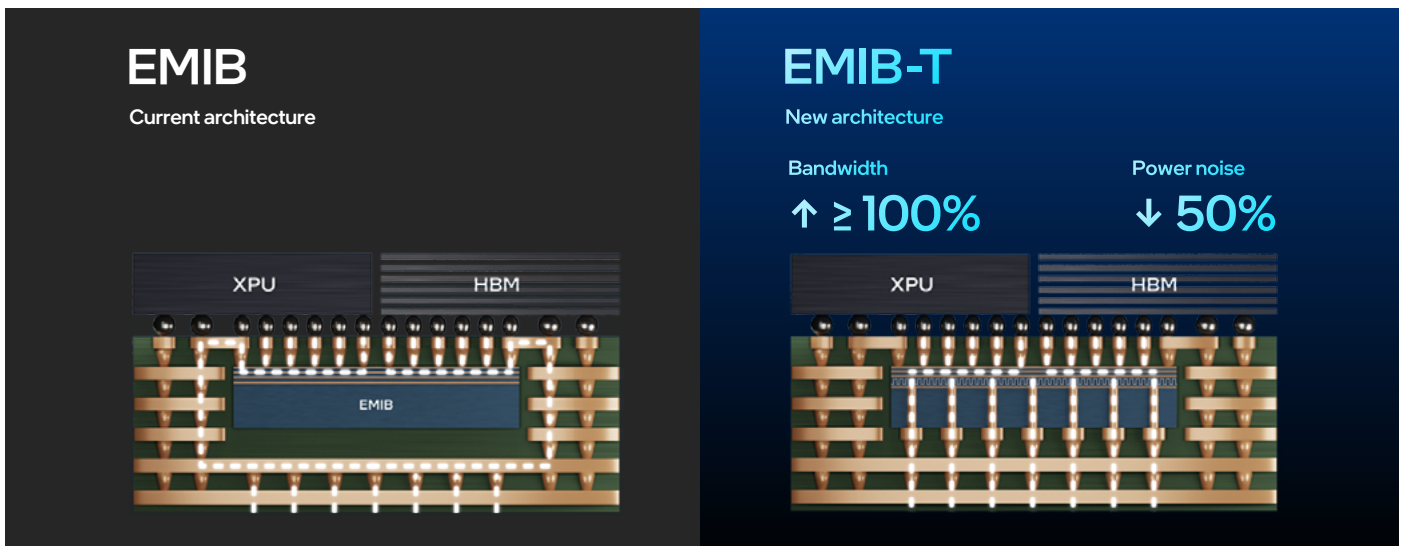 EMIB
Current architecture
XPU
HBM
EMIB
EMIB-T
New architecture
Bandwidth
↑ ≥100%
Power noise
↓ 50%
XPU
HBM